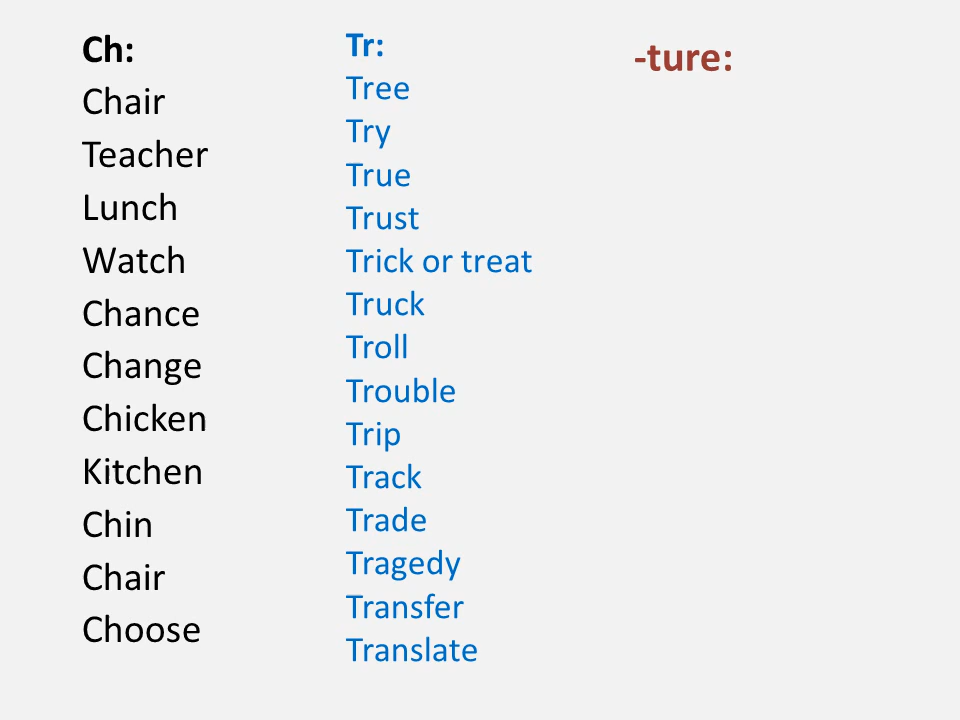 Ch:
Chair
Teacher
Lunch
Watch
Chance
Change
Chicken
Kitchen
Chin
Chair
Choose
Tr:
Tree
Try
True
Trust
Trick or treat
Truck
Troll
Trouble
Trip
Track
Trade
Tragedy
Transfer
Translate
-ture: